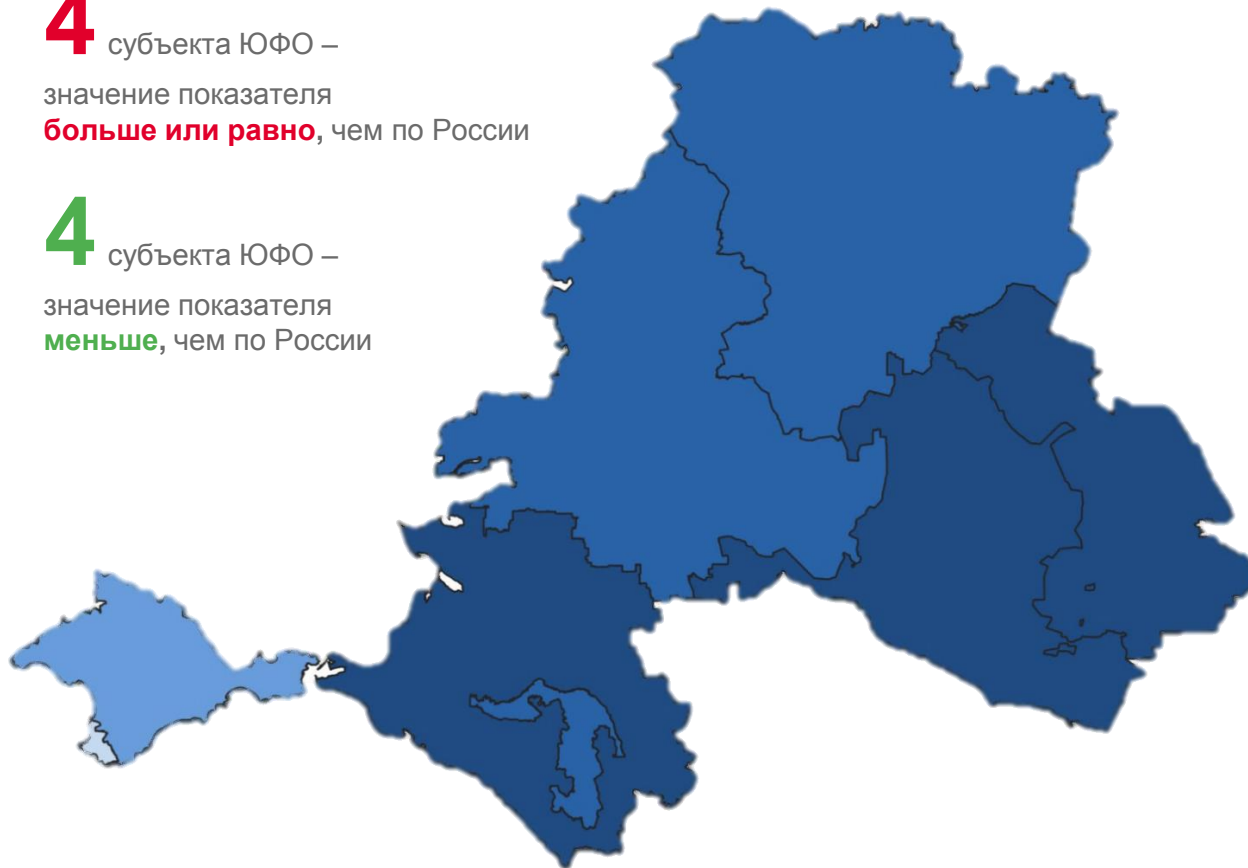 4 субъекта ЮФО –
значение показателя
больше или равно, чем по России
4 субъекта ЮФО –
значение показателя
меньше, чем по России